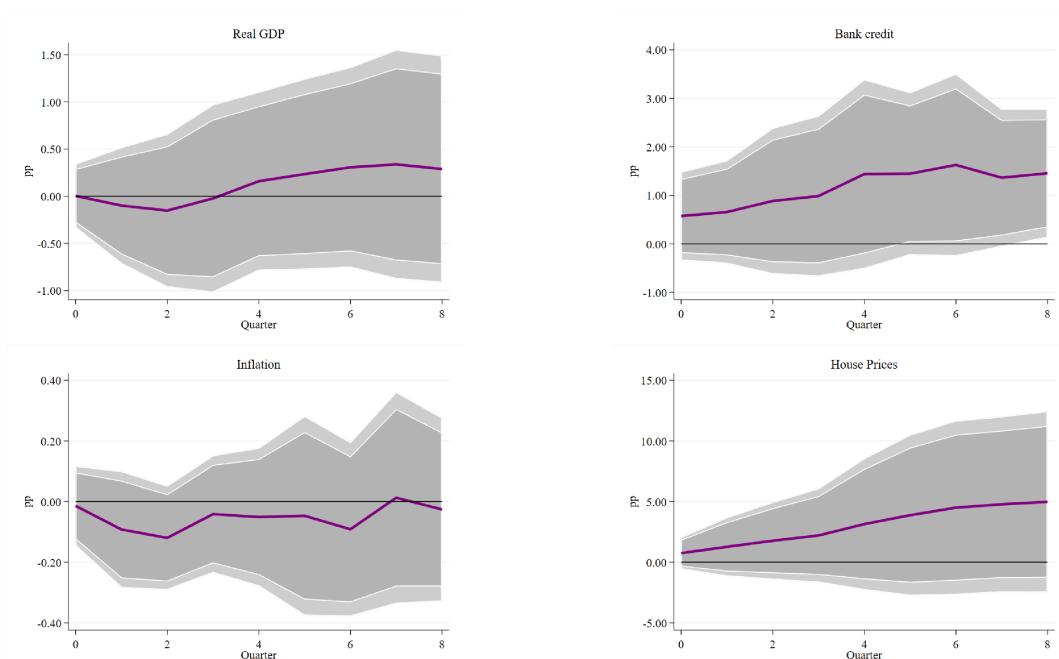 Real GDP
1.50
1.00
0.50
0.00
-0.50
-1.00
pp
0 2 4 6 8
Quarter
Bank credit
4.00
3.00
2.00
1.00
0.00
-1.00
pp
0 2 4 6 8
Quarter
Inflation
0.40
0.20
0.00
-0.20
-0.40
pp
0 2 4 6 8
Quarter
House Prices
15.00
10.00
5.00
0.00
-5.00
pp
0 2 4 6 8
Quarter